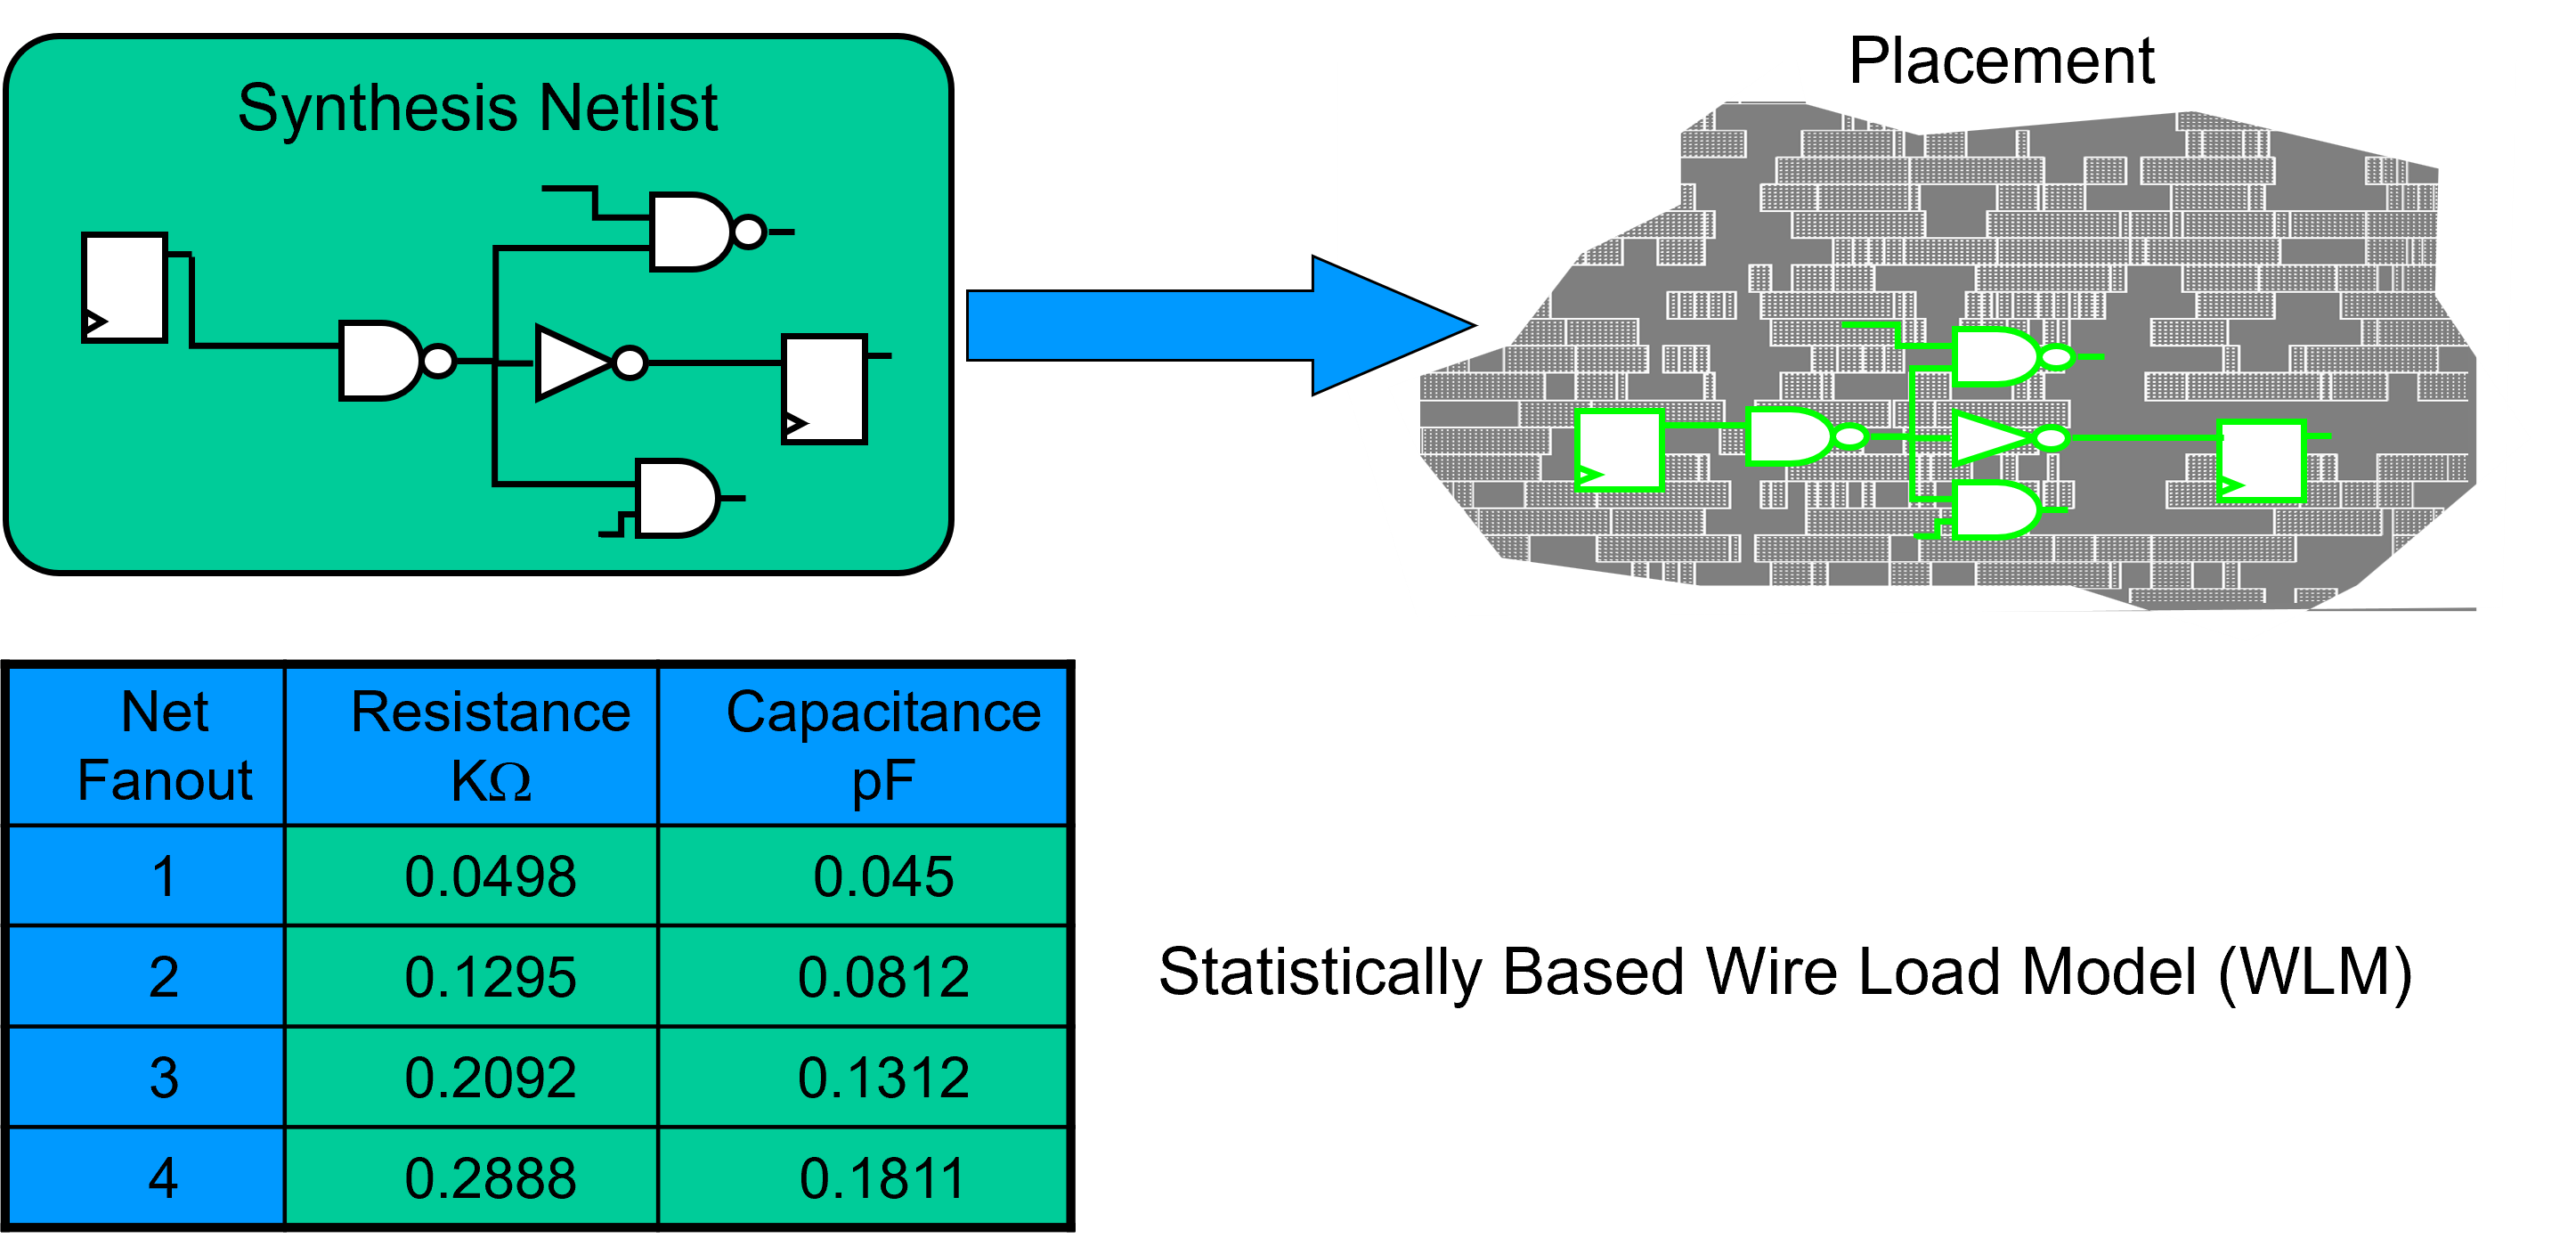 Synthesis Netlist
Placement
Net
Fanout
Resistance
KΩ
Capacitance
pF
1
0.0498
0.045
2
0.1295
0.0812
3
0.2092
0.1312
4
0.2888
0.1811
Statistically Based Wire Load Model (WLM)